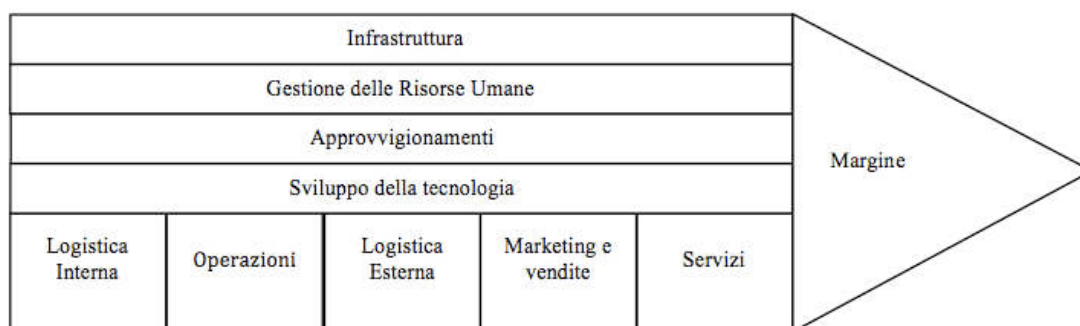 Infrastruttura
Gestione delle Risorse Umane
Approvvigionamenti
Sviluppo della tecnologia
Margine
Logistica
Interna
Operazioni
Logistica
Esterna
Marketing e
vendite
Servizi